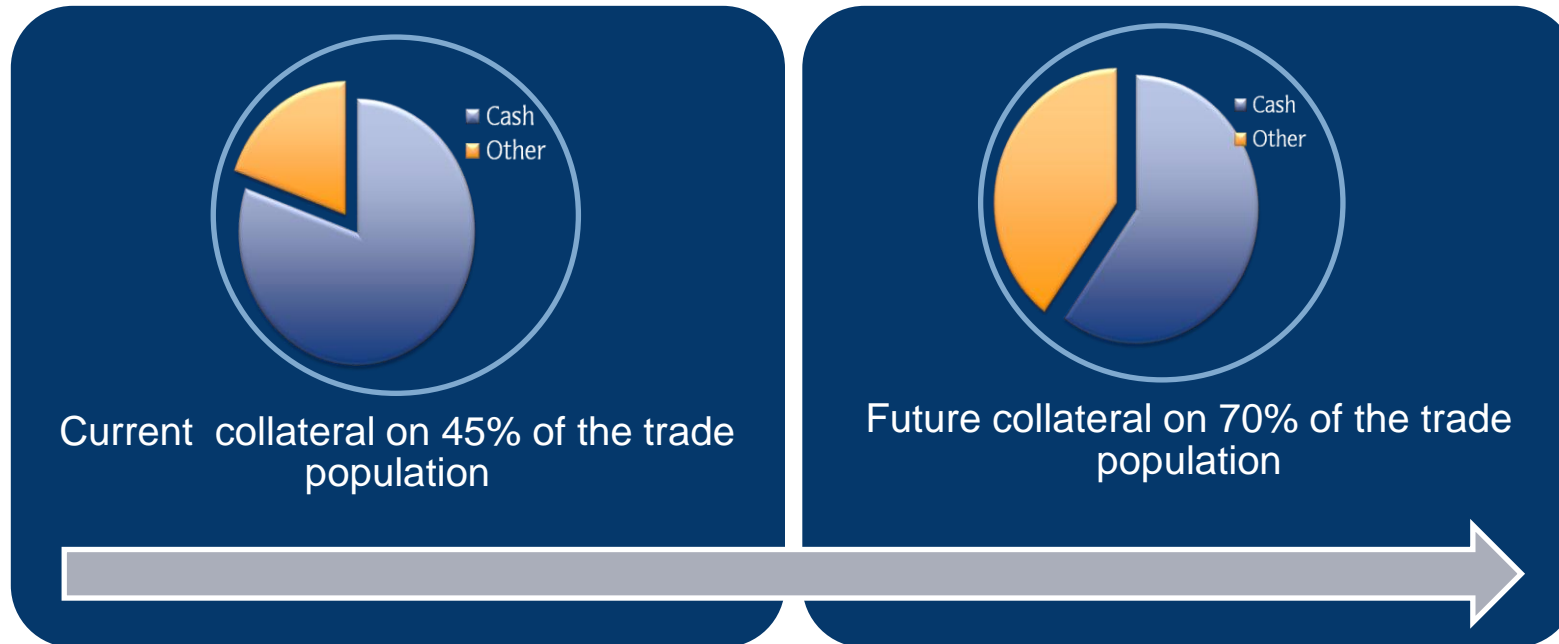 Cash
Other
Current  collateral on 45% of the trade
population
Cash
Other
Future collateral on 70% of the trade
population